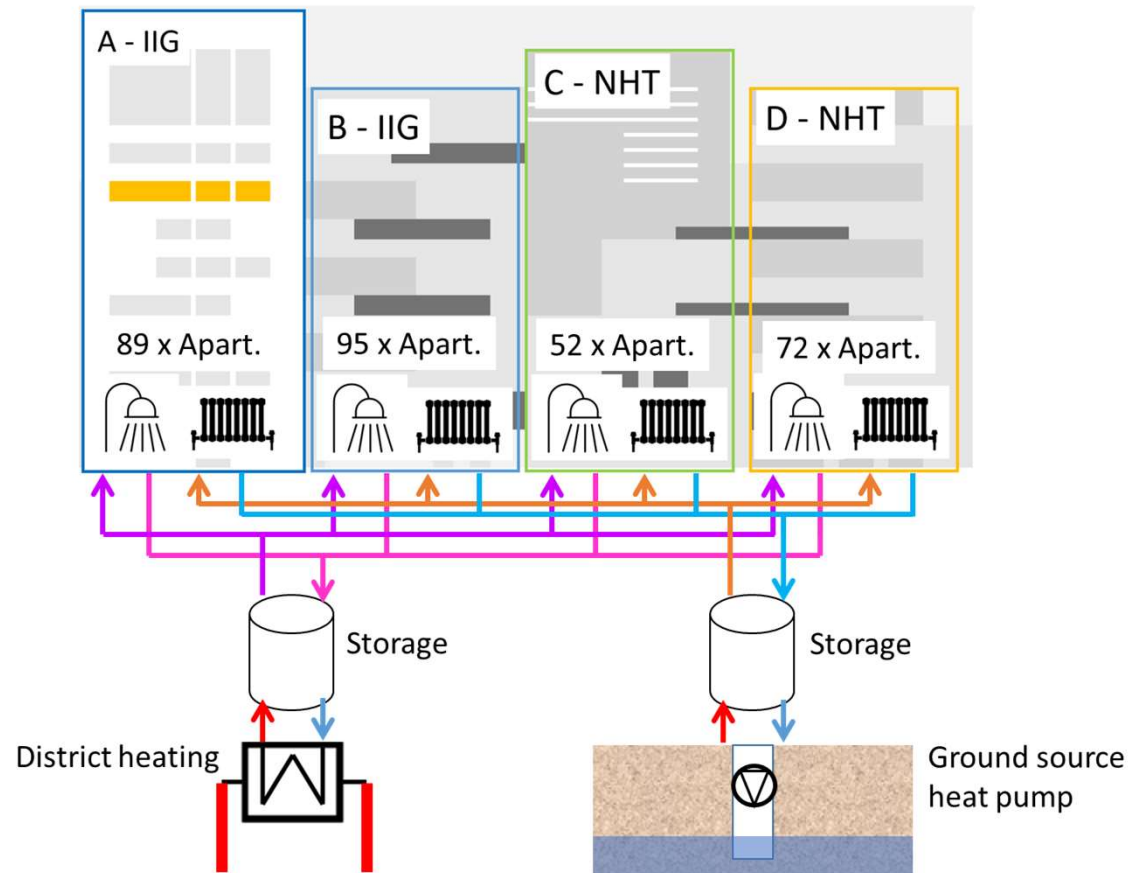 A - IIG
B - IIG
C - NHT
D - NHT
89 x Apart.
95 x Apart.
52 x Apart.
72 x Apart.
Storage
Storage
District heating
Ground source
heat pump